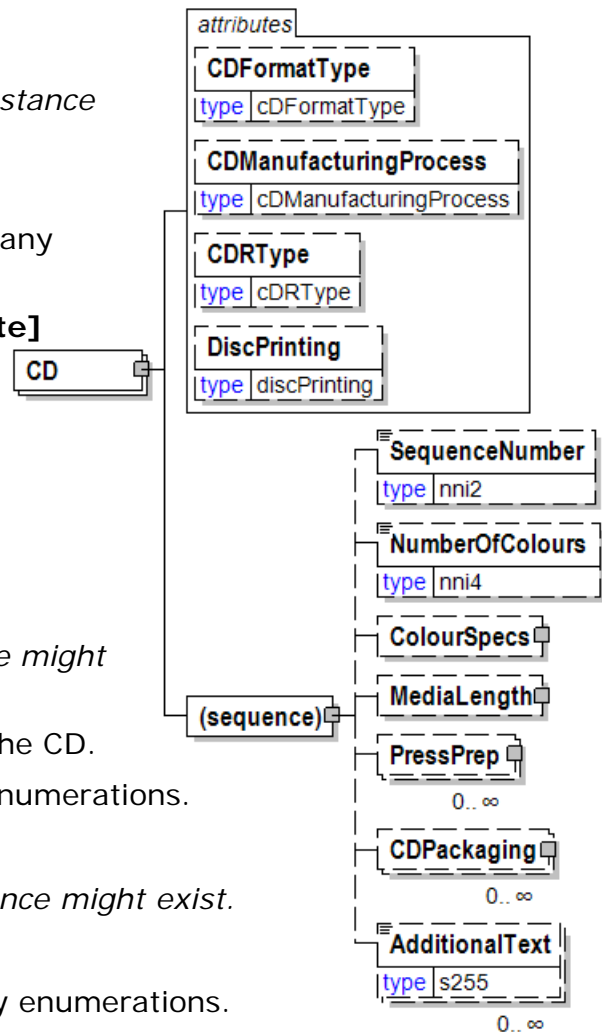 stance
any
te]
e might
he CD.
numerations.
nce might exist.
y enumerations.
CD
attributes
CDFormatType
type cDFormatType
CDManufacturingProcess
type cDManufacturingProcess
CDRType
type cDRType
DiscPrinting
type discPrinting
(sequence)
SequenceNumber
type nni2
NumberOfColours
type nni4
ColourSpecs
MediaLength
PressPrep
0.. ∞
CDPackaging
0.. ∞
AdditionalText
type s255
0.. ∞